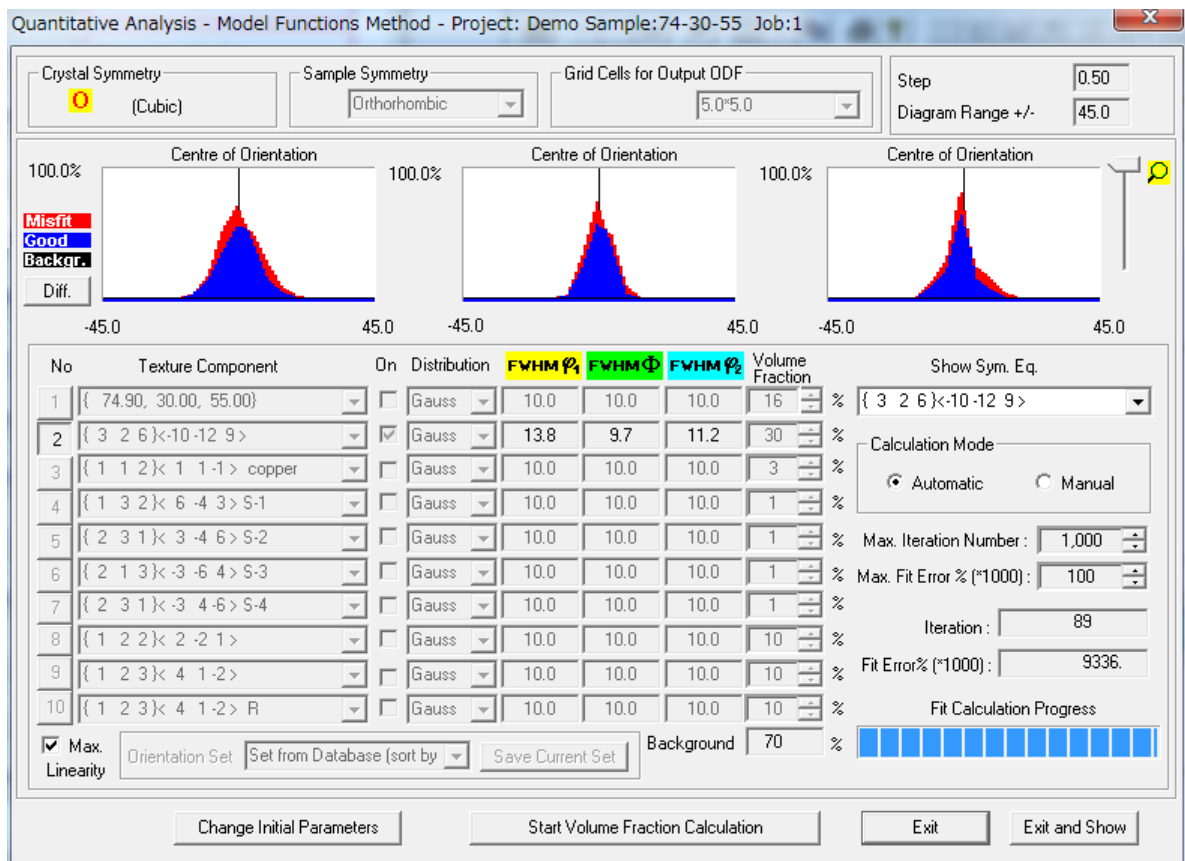 Quantitative Analysis - Model Functions Method - Project: Demo Sample:74-30-55 Job:1
Crystal Symmetry
O (Cubic)
Sample Symmetry
Orthorhombic
Grid Cells for Output ODF
5.0*5.0
Step 0.50
Diagram Range +/- 45.0
Centre of Orientation Centre of Orientation Centre of Orientation
100.0% 100.0% 100.0%
Misfit
Good
Backgr.
Diff.
-45.0 45.0 -45.0 45.0 -45.0 45.0
No Texture Component On Distribution FWHM φ1 FWHM Φ FWHM φ2 Volume Fraction
1 { 74.90, 30.00, 55.00} Gauss 10.0 10.0 10.0 16 %
2 { 3 2 6}<-10 -12 9> Gauss 13.8 9.7 11.2 30 %
3 { 1 1 2}< 1 1 -1> copper Gauss 10.0 10.0 10.0 3 %
4 { 1 3 2}< 6 -4 3> S-1 Gauss 10.0 10.0 10.0 1 %
5 { 2 3 1}< 3 -4 6> S-2 Gauss 10.0 10.0 10.0 1 %
6 { 2 1 3}< -3 -6 4> S-3 Gauss 10.0 10.0 10.0 1 %
7 { 2 3 1}< -3 4 -6> S-4 Gauss 10.0 10.0 10.0 1 %
8 { 1 2 2}< 2 -2 1> Gauss 10.0 10.0 10.0 10 %
9 { 1 2 3}< 4 1 -2> Gauss 10.0 10.0 10.0 10 %
10 { 1 2 3}< 4 1 -2> R Gauss 10.0 10.0 10.0 10 %
Show Sym. Eq.
{ 3 2 6}<-10 -12 9>
Calculation Mode
Automatic Manual
Max. Iteration Number : 1,000
Max. Fit Error % (*1000) : 100
Iteration : 89
Fit Error% (*1000) : 9336.
Fit Calculation Progress
Max. Linearity
Orientation Set Set from Database (sort by Save Current Set
Background 70 %
Change Initial Parameters Start Volume Fraction Calculation Exit Exit and Show